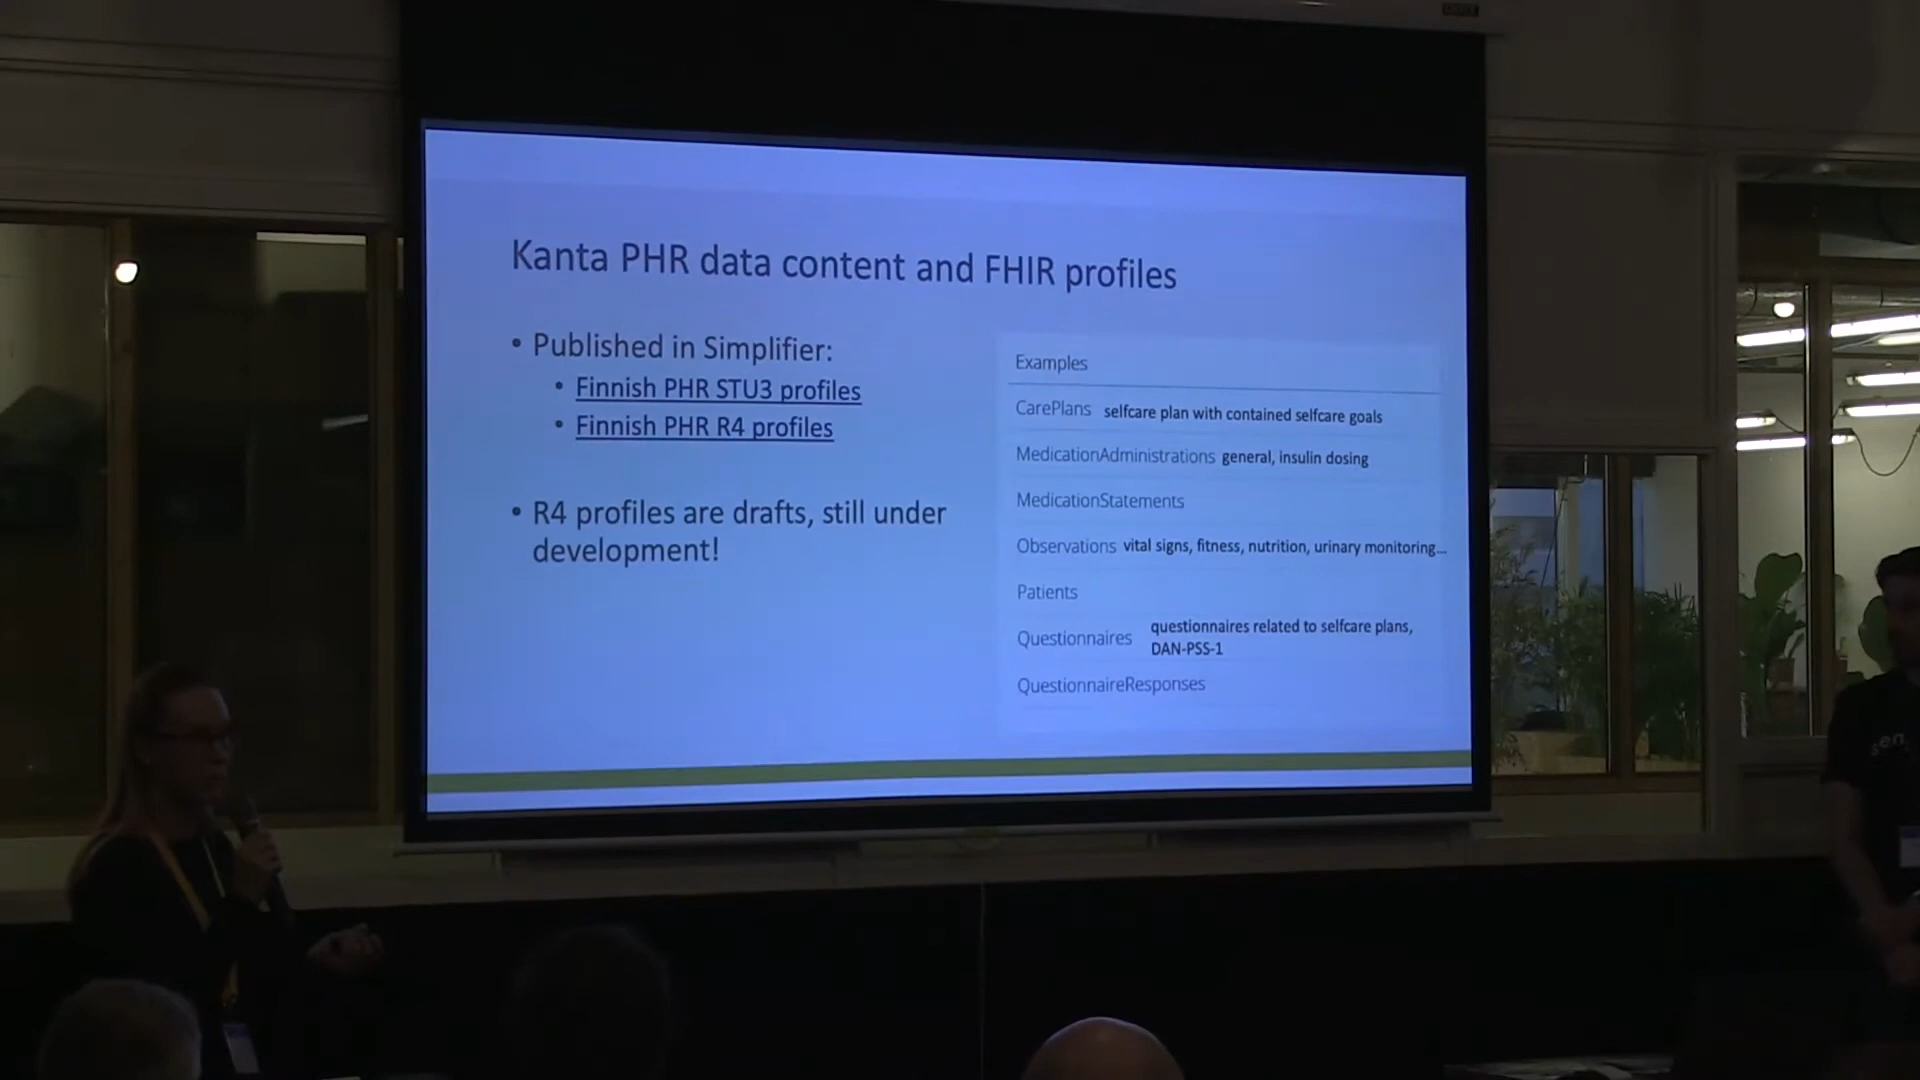 Kanta PHR data content and FHIR profiles
• Published in Simplifier:
• Finnish PHR STU3 profiles
• Finnish PHR R4 profiles
• R4 profiles are drafts, still under
development!
Examples
CarePlans selfcare plan with contained selfcare goals
MedicationAdministrations general, insulin dosing
MedicationStatements
Observations vital signs, fitness, nutrition, urinary monitoring...
Patients
Questionnaires questionnaires related to selfcare plans,
DAN-PSS-1
QuestionnaireResponses